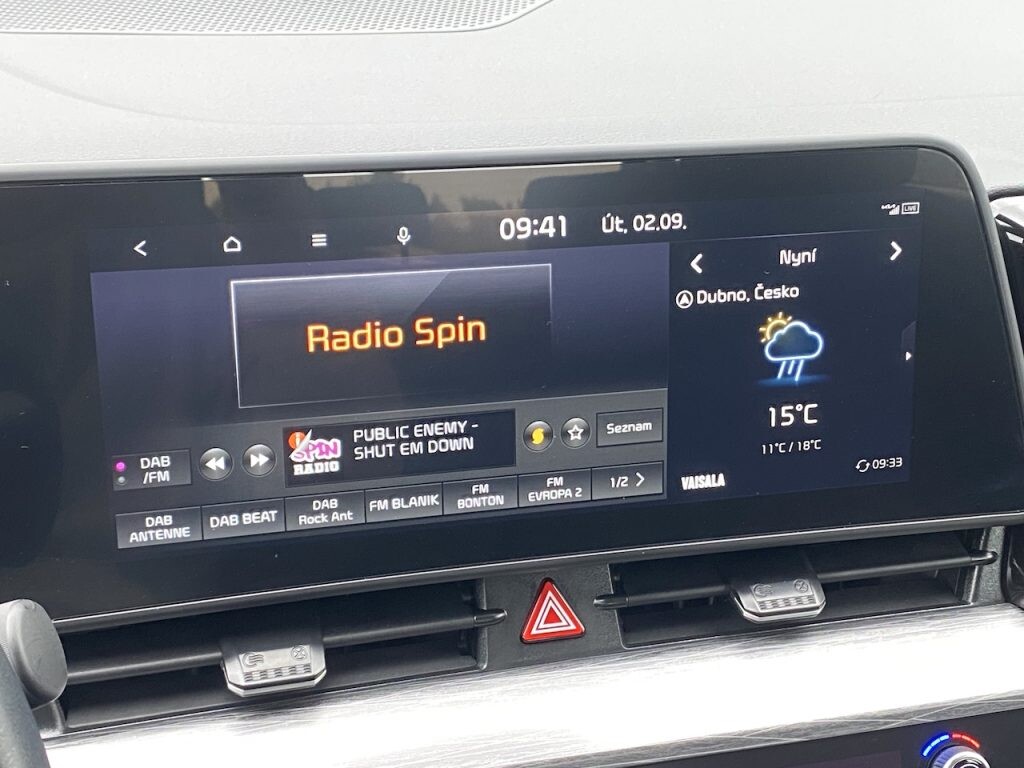 09:41
Út, 02.09.
LIVE
Radio Spin
Nyní
Dubno, Česko
15°C
11°C / 18°C
VAISALA
09:33
DAB
/FM
SPIN
RADIO
PUBLIC ENEMY -
SHUT EM DOWN
Seznam
DAB
ANTENNE
DAB BEAT
DAB
Rock Ant
FM BLANIK
FM
BONTON
FM
EVROPA 2
1/2